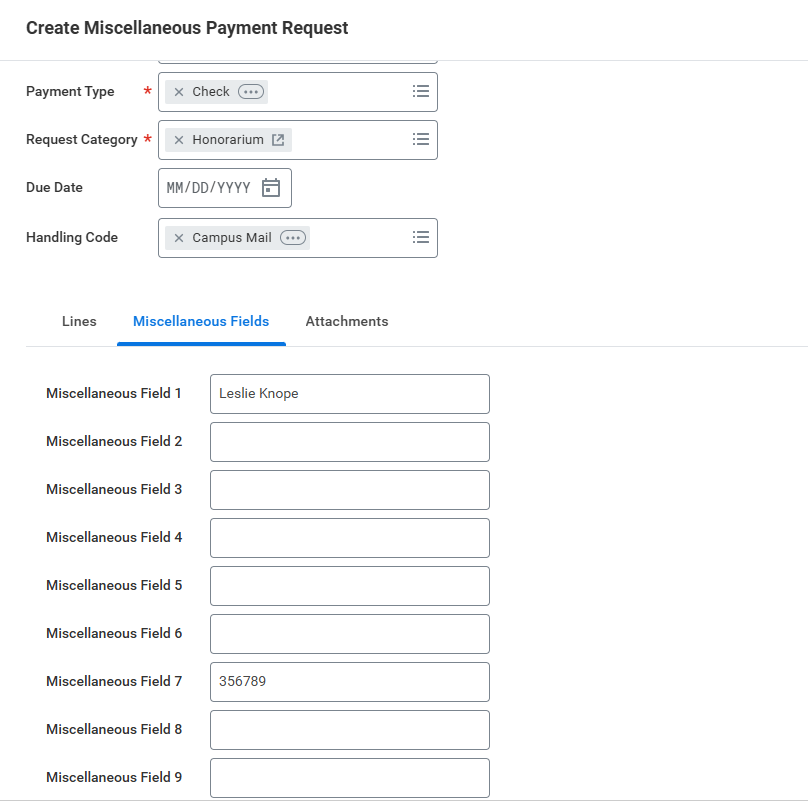 Create Miscellaneous Payment Request
Payment Type * Check
Request Category * Honorarium
Due Date MM/DD/YYYY
Handling Code Campus Mail
Lines Miscellaneous Fields Attachments
Miscellaneous Field 1 Leslie Knope
Miscellaneous Field 2
Miscellaneous Field 3
Miscellaneous Field 4
Miscellaneous Field 5
Miscellaneous Field 6
Miscellaneous Field 7 356789
Miscellaneous Field 8
Miscellaneous Field 9